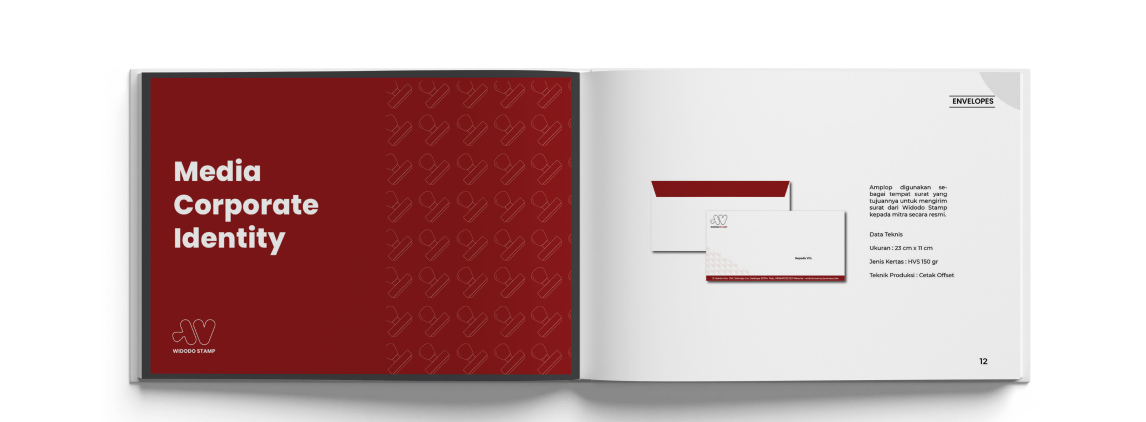 Media
Corporate
Identity
WIDODO STAMP
ENVELOPES
Amplop digunakan se-
bagai tempat surat yang
tujuannya untuk mengirim
surat dari Widodo Stamp
kepada mitra secara resmi.
Data Teknis
Ukuran : 23 cm x 11 cm
Jenis Kertas : HVS 150 gr
Teknik Produksi : Cetak Offset
Kepada YTH,
12